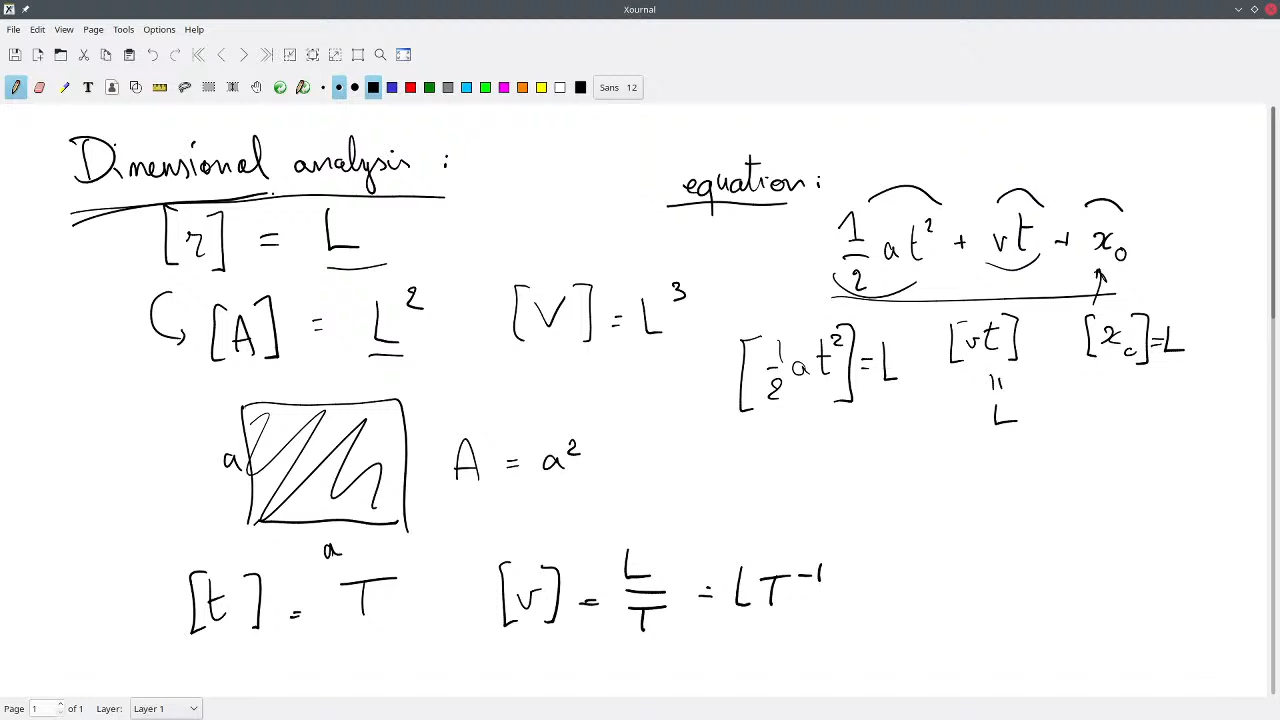 Xournal
File Edit View Page Tools Options Help
Sans 12
Dimensional analysis :
equation :
[r] = L
1/2 at² + vt + x₀
[A] = L²
[V] = L³
[1/2 at²] = L
[vt]
=
L
[x₀] = L
a
A = a²
a
[t] = T
[v] = L/T = LT⁻¹
Page 1 of 1 Layer: Layer 1